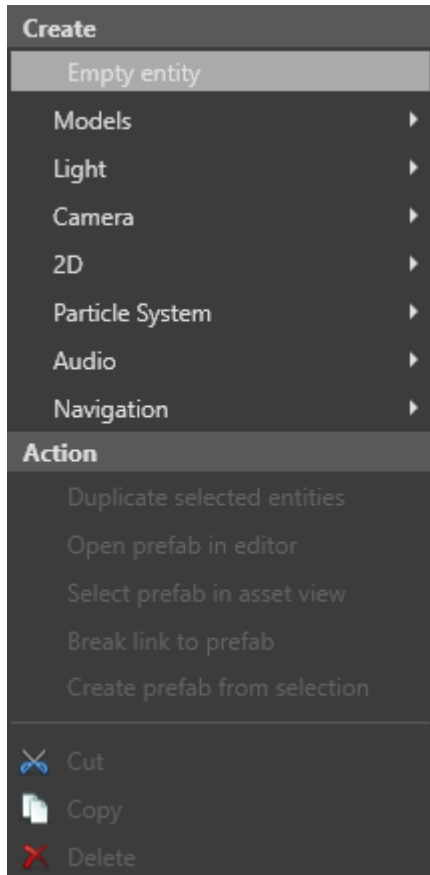 Create
Empty entity
Models
Light
Camera
2D
Particle System
Audio
Navigation
Action
Duplicate selected entities
Open prefab in editor
Select prefab in asset view
Break link to prefab
Create prefab from selection
Cut
Copy
Delete